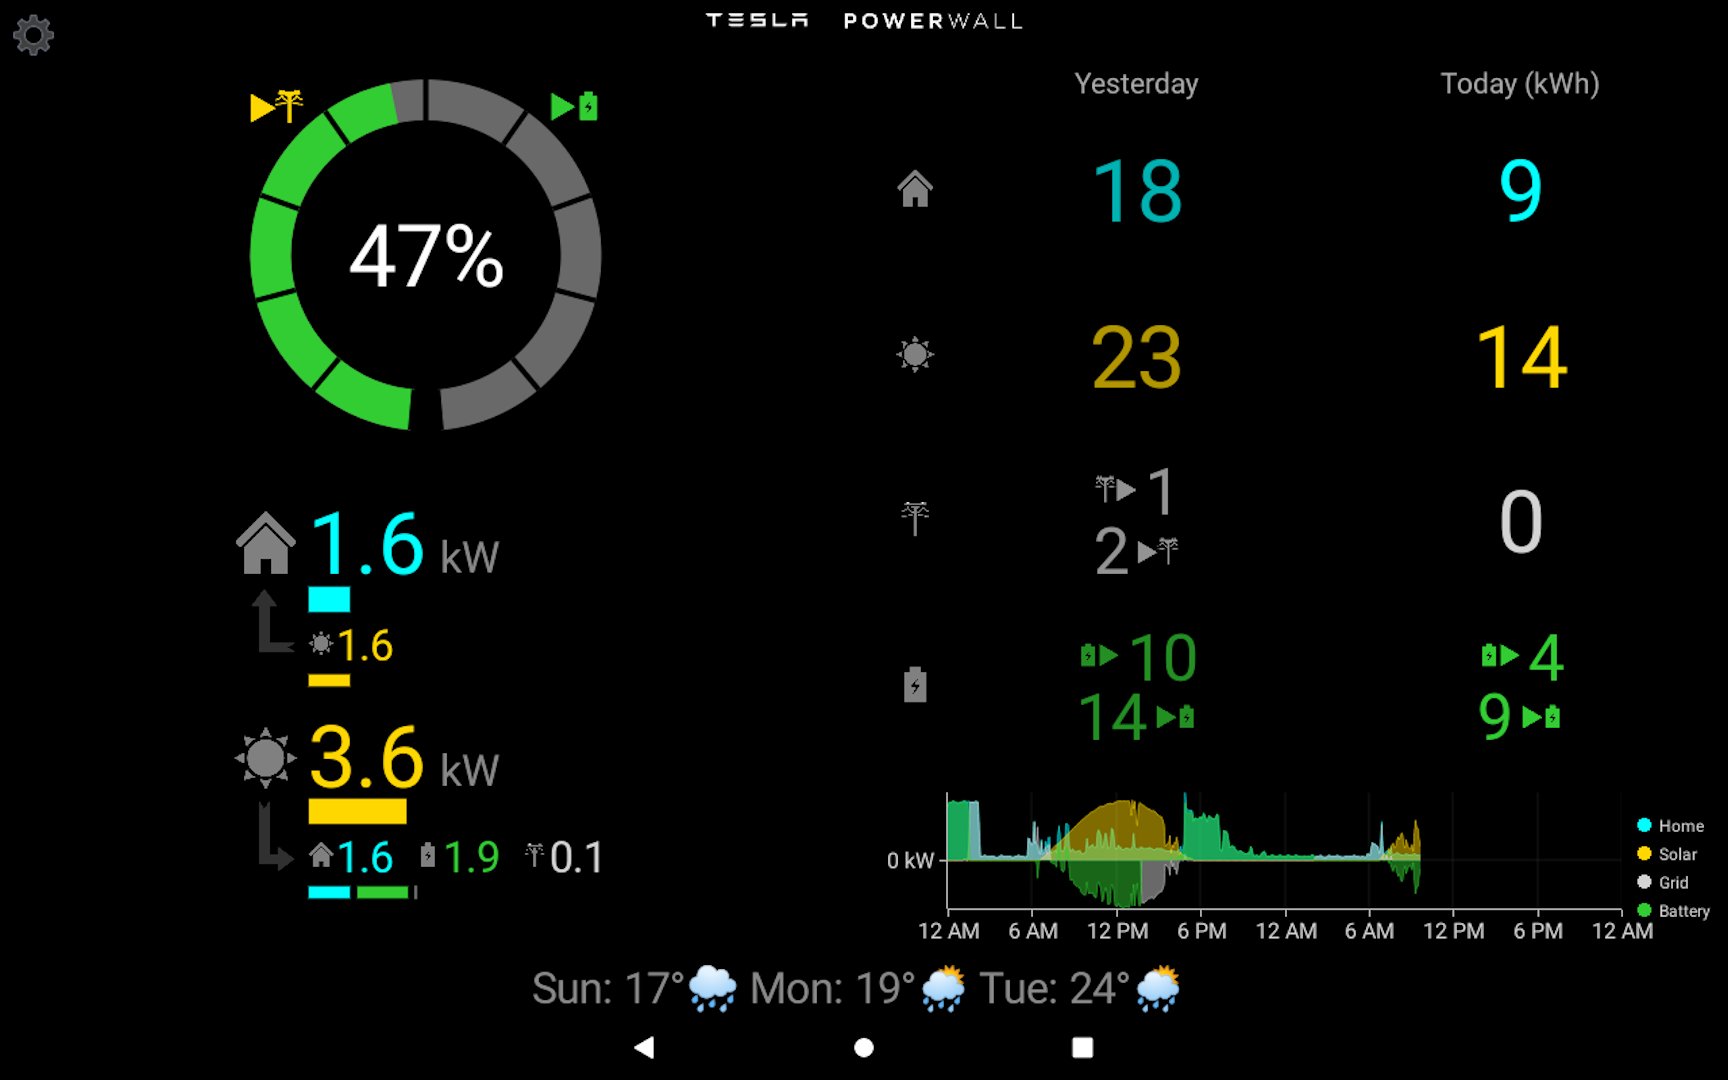 TESLA POWERWALL
Yesterday
Today (kWh)
47%
18
9
23
14
1
2
0
10
14
4
9
1.6 kW
1.6
3.6 kW
1.6
1.9
0.1
0 kW
12 AM
6 AM
12 PM
6 PM
12 AM
6 AM
12 PM
6 PM
12 AM
Home
Solar
Grid
Battery
Sun: 17° Mon: 19° Tue: 24°